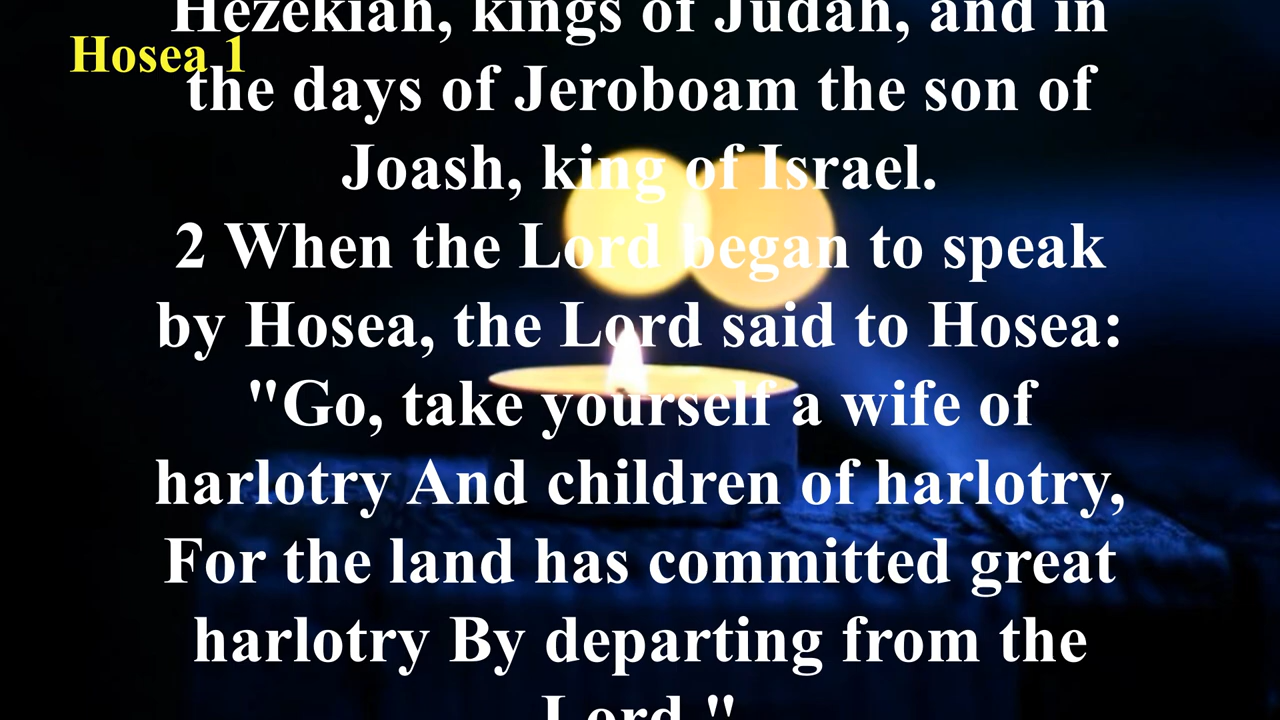 Hezekiah, kings of Judah, and in
Hosea 1
the days of Jeroboam the son of
Joash, king of Israel.
2 When the Lord began to speak
by Hosea, the Lord said to Hosea:
"Go, take yourself a wife of
harlotry And children of harlotry,
For the land has committed great
harlotry By departing from the
Lord."